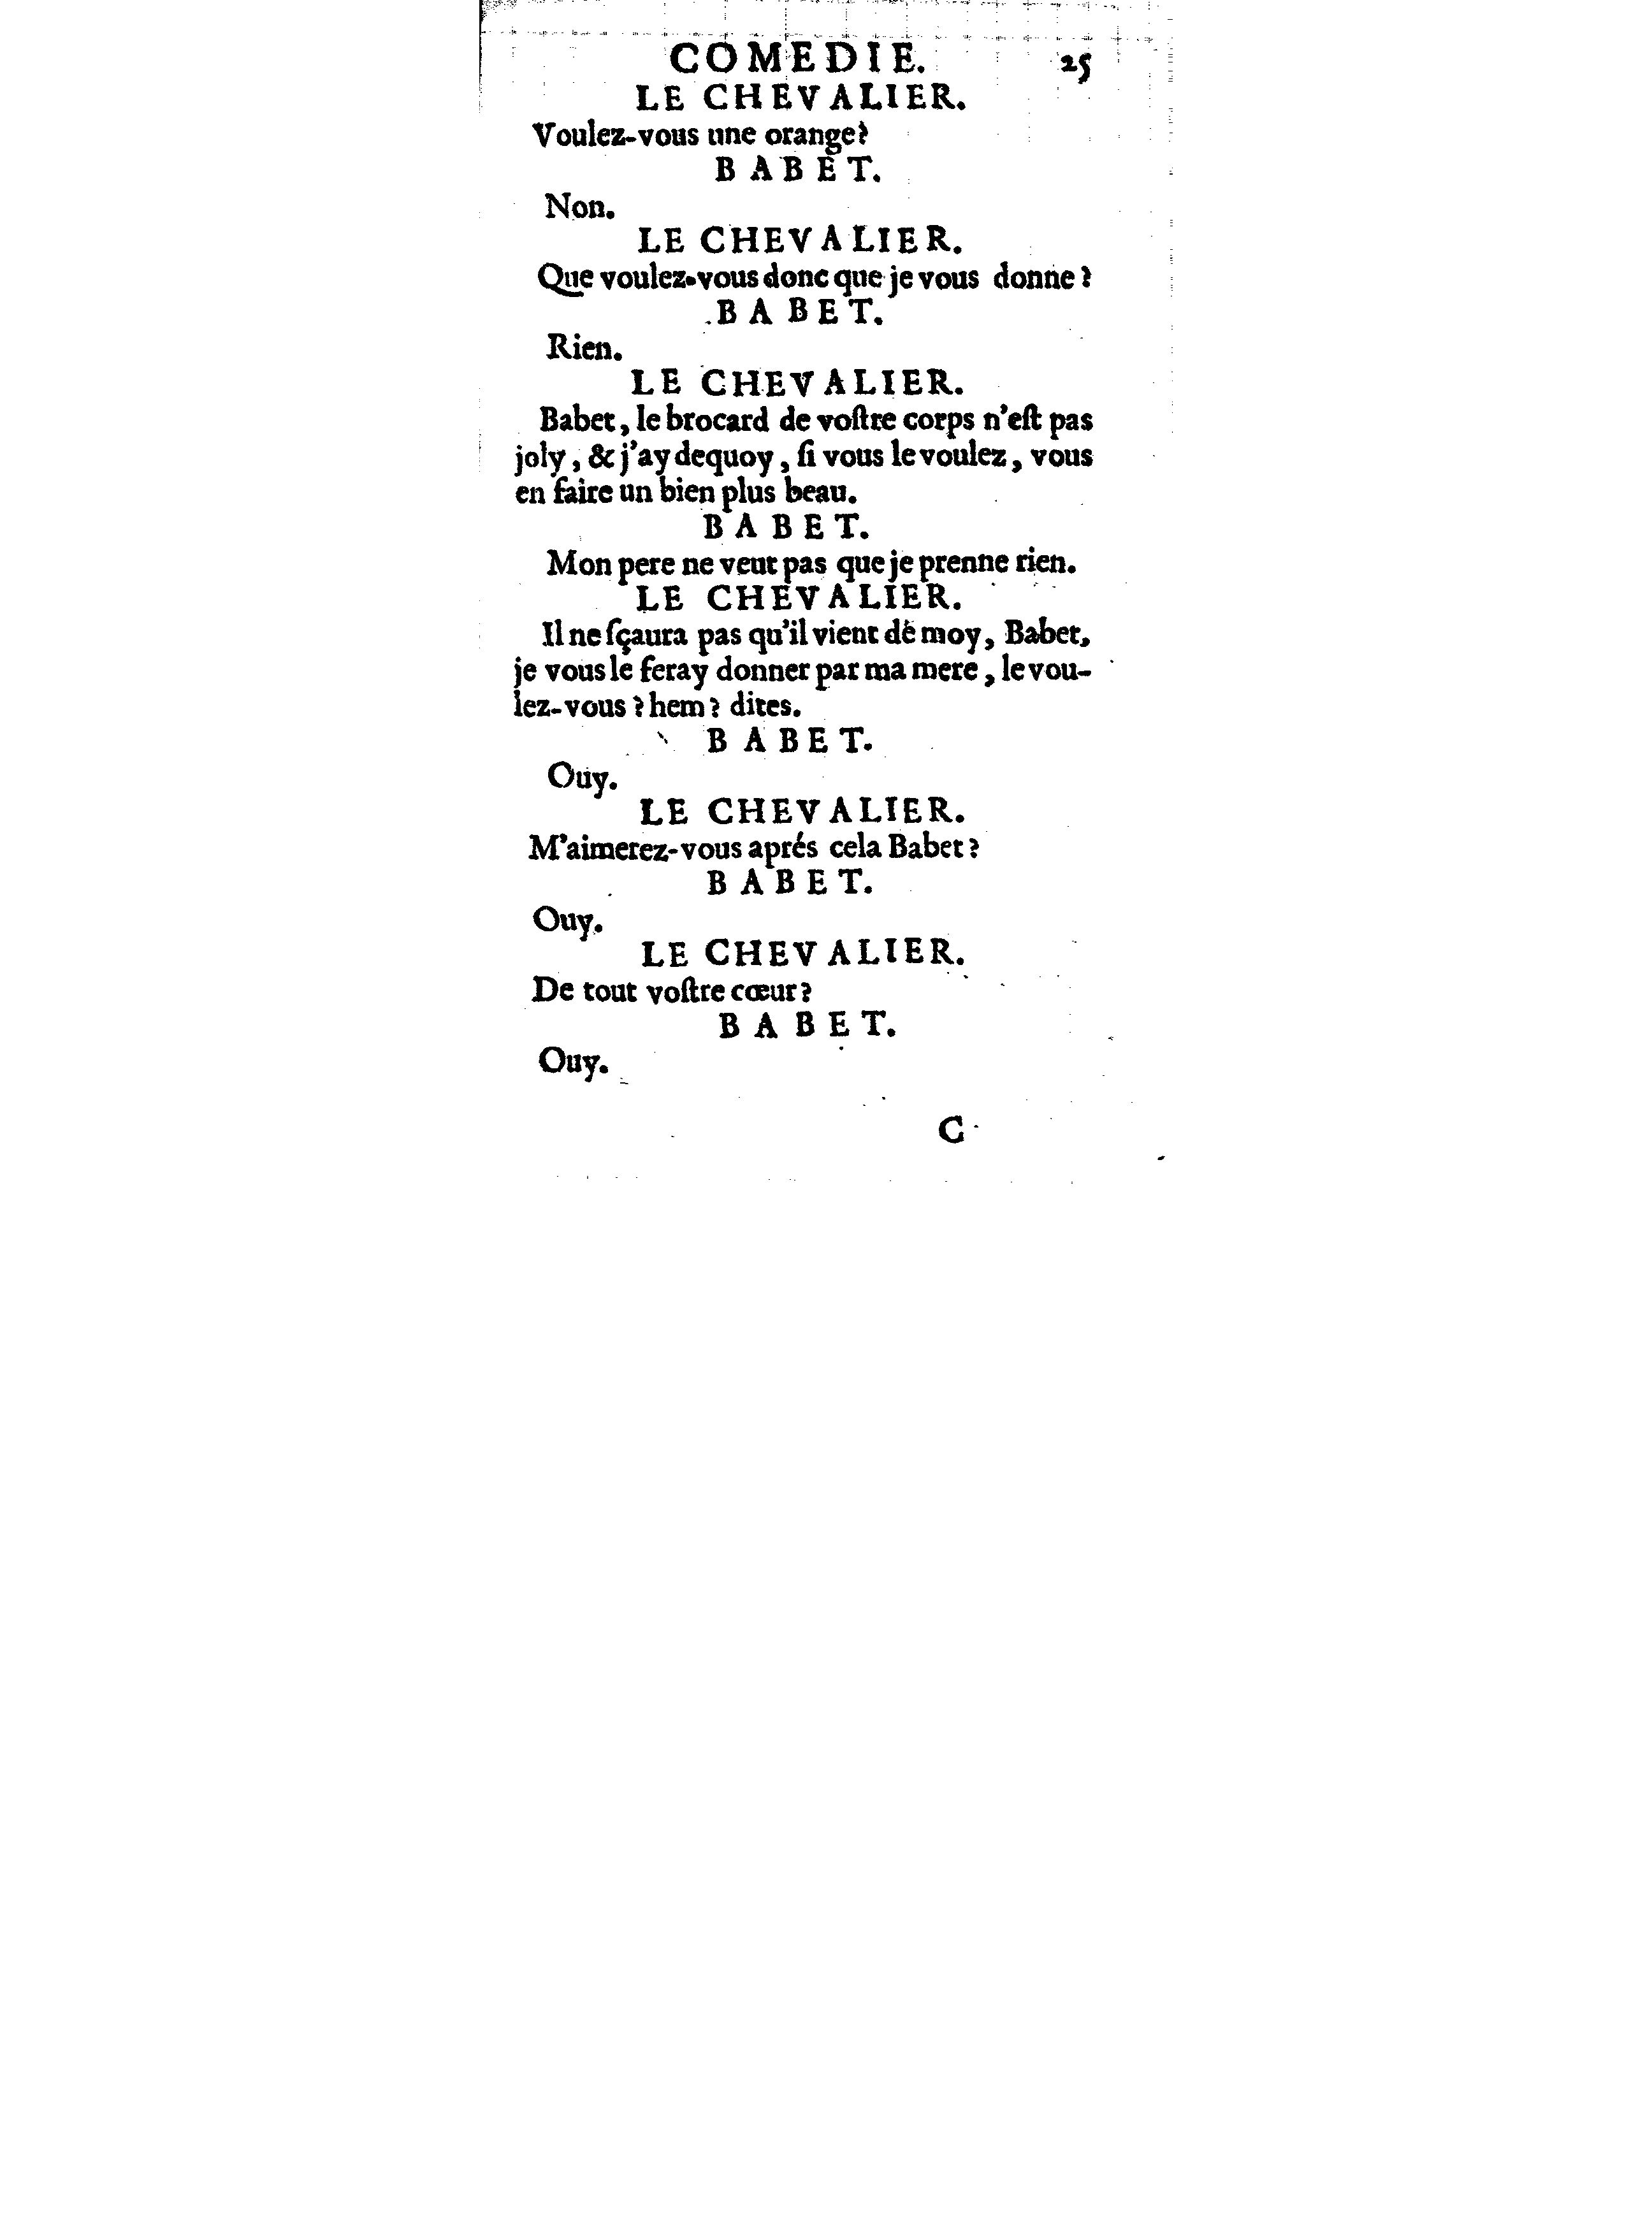 COMEDIE. 25
LE CHEVALIER.
Voulez-vous une orange?
BABET.
Non.
LE CHEVALIER.
Que voulez-vous donc que je vous donne?
BABET.
Rien.
LE CHEVALIER.
Babet, le brocard de voſtre corps n'eſt pas
joly, & j'ay dequoy, ſi vous le voulez, vous
en faire un bien plus beau.
BABET.
Mon pere ne veut pas que je prenne rien.
LE CHEVALIER.
Il ne ſçaura pas qu'il vient de moy, Babet,
je vous le feray donner par ma mere, le vou-
lez-vous? hem? dites.
BABET.
Ouy.
LE CHEVALIER.
M'aimerez-vous aprés cela Babet?
BABET.
Ouy.
LE CHEVALIER.
De tout voſtre cœur?
BABET.
Ouy.
C